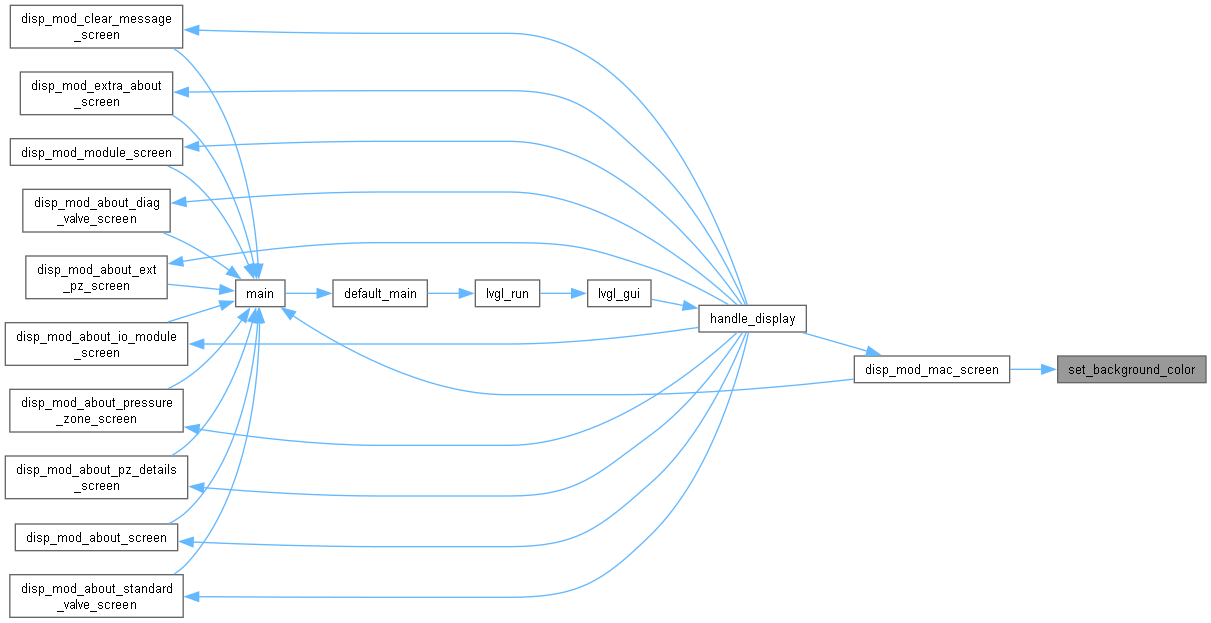 disp_mod_clear_message
_screen
disp_mod_extra_about
_screen
disp_mod_module_screen
disp_mod_about_diag
_valve_screen
disp_mod_about_ext
_pz_screen
main
default_main
lvgl_run
lvgl_gui
handle_display
disp_mod_about_io_module
_screen
disp_mod_mac_screen
set_background_color
disp_mod_about_pressure
_zone_screen
disp_mod_about_pz_details
_screen
disp_mod_about_screen
disp_mod_about_standard
_valve_screen